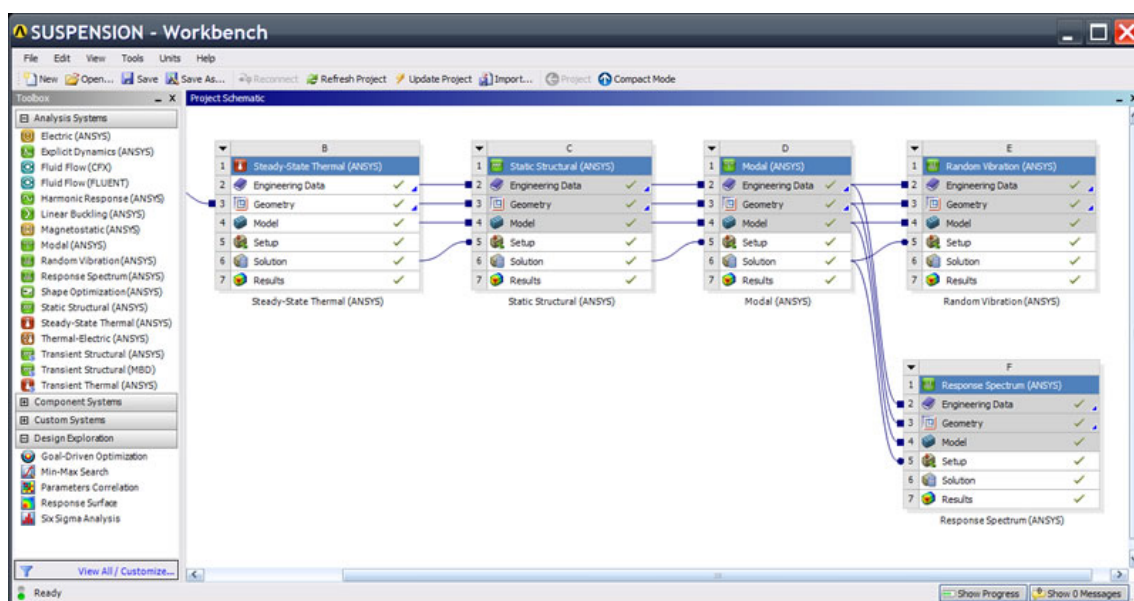 SUSPENSION - Workbench
File Edit View Tools Units Help
New Open... Save Save As... Reconnect Refresh Project Update Project Import... Project Compact Mode
Toolbox
Project Schematic
Analysis Systems
Electric (ANSYS)
Explicit Dynamics (ANSYS)
Fluid Flow (CFX)
Fluid Flow (FLUENT)
Harmonic Response (ANSYS)
Linear Buckling (ANSYS)
Magnetostatic (ANSYS)
Modal (ANSYS)
Random Vibration (ANSYS)
Response Spectrum (ANSYS)
Shape Optimization (ANSYS)
Static Structural (ANSYS)
Steady-State Thermal (ANSYS)
Thermal-Electric (ANSYS)
Transient Structural (ANSYS)
Transient Structural (MBD)
Transient Thermal (ANSYS)
Component Systems
Custom Systems
Design Exploration
Goal-Driven Optimization
Min-Max Search
Parameters Correlation
Response Surface
Six Sigma Analysis
View All / Customize...
B
1 Steady-State Thermal (ANSYS)
2 Engineering Data
3 Geometry
4 Model
5 Setup
6 Solution
7 Results
Steady-State Thermal (ANSYS)
C
1 Static Structural (ANSYS)
2 Engineering Data
3 Geometry
4 Model
5 Setup
6 Solution
7 Results
Static Structural (ANSYS)
D
1 Modal (ANSYS)
2 Engineering Data
3 Geometry
4 Model
5 Setup
6 Solution
7 Results
Modal (ANSYS)
E
1 Random Vibration (ANSYS)
2 Engineering Data
3 Geometry
4 Model
5 Setup
6 Solution
7 Results
Random Vibration (ANSYS)
F
1 Response Spectrum (ANSYS)
2 Engineering Data
3 Geometry
4 Model
5 Setup
6 Solution
7 Results
Response Spectrum (ANSYS)
Ready
Show Progress Show 0 Messages